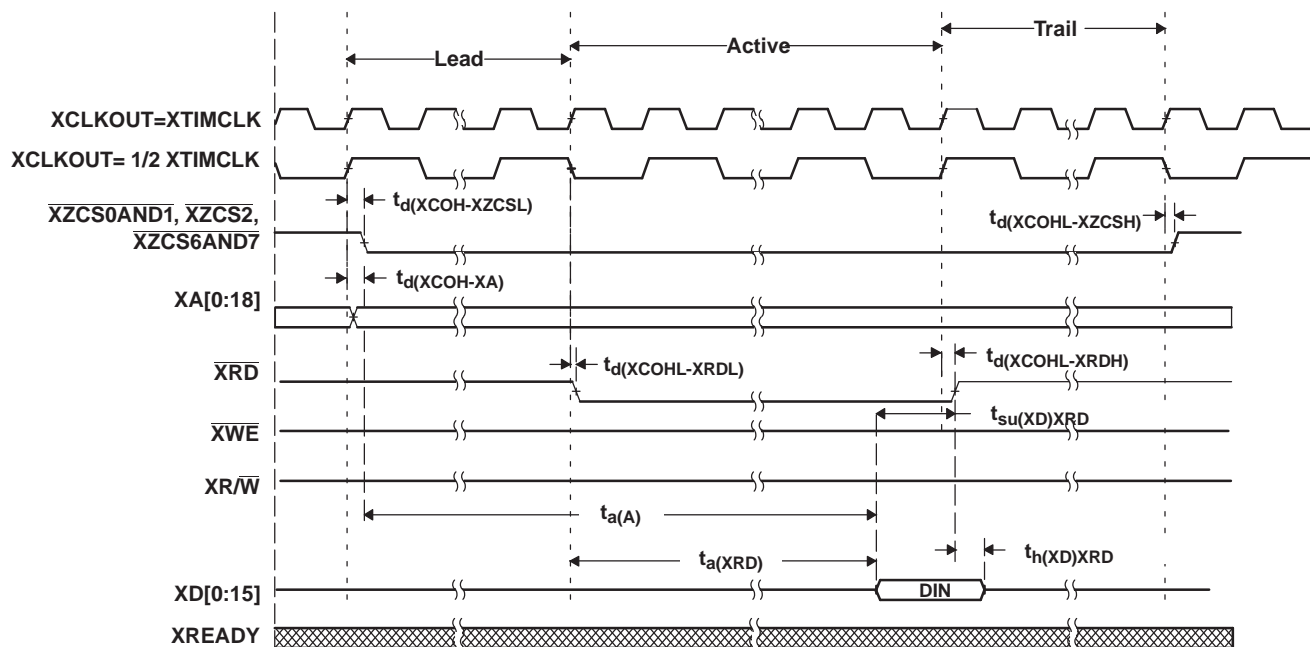 Lead
Active
Trail
XCLKOUT=XTIMCLK
XCLKOUT= 1/2 XTIMCLK
td(XCOH-XZCSL)
XZCS0AND1, XZCS2,
XZCS6AND7
td(XCOHL-XZCSH)
td(XCOH-XA)
XA[0:18]
XRD
td(XCOHL-XRDL)
td(XCOHL-XRDH)
tsu(XD)XRD
XWE
XR/W
ta(A)
ta(XRD)
th(XD)XRD
XD[0:15]
DIN
XREADY